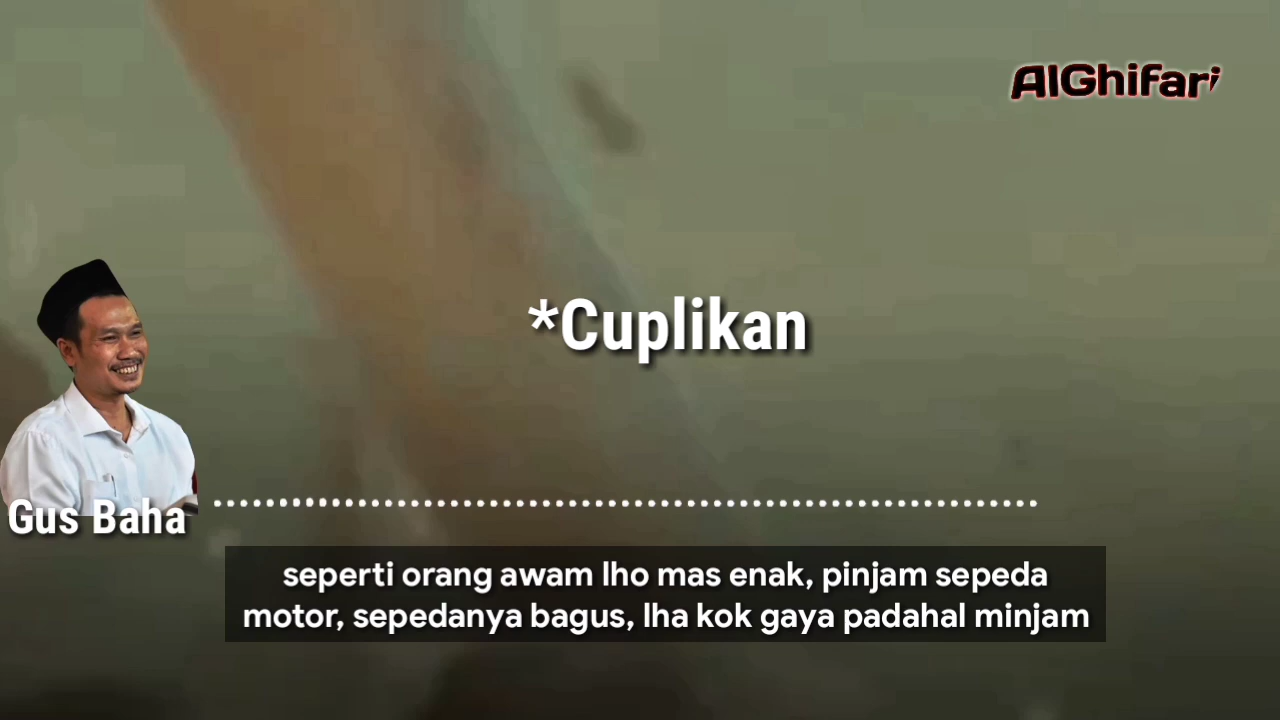 AlGhifari
*Cuplikan
Gus Baha
seperti orang awam lho mas enak, pinjam sepeda
motor, sepedanya bagus, lha kok gaya padahal minjam